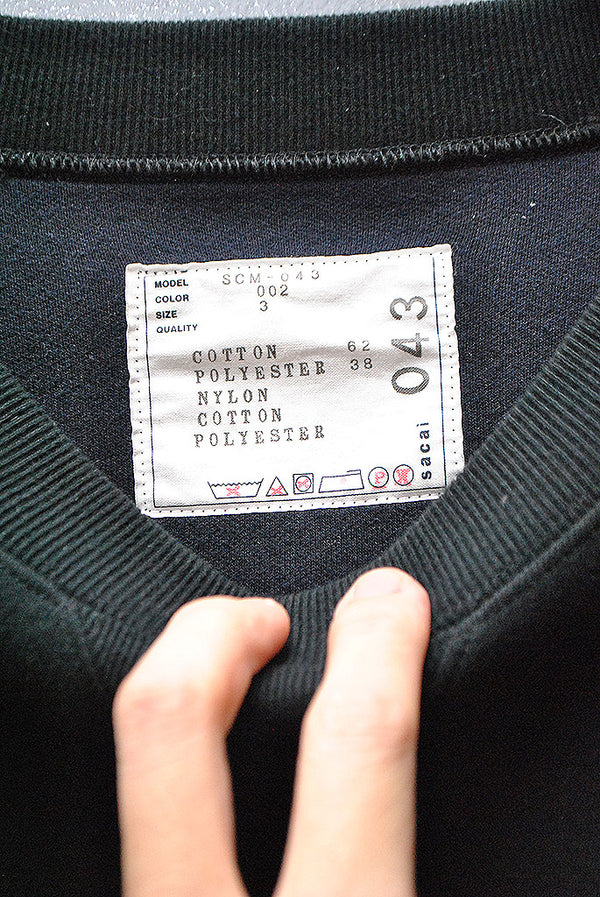 MODEL SCM-043
COLOR 002
SIZE 3
QUALITY
COTTON 62
POLYESTER 38
NYLON
COTTON
POLYESTER
043
sacai
P